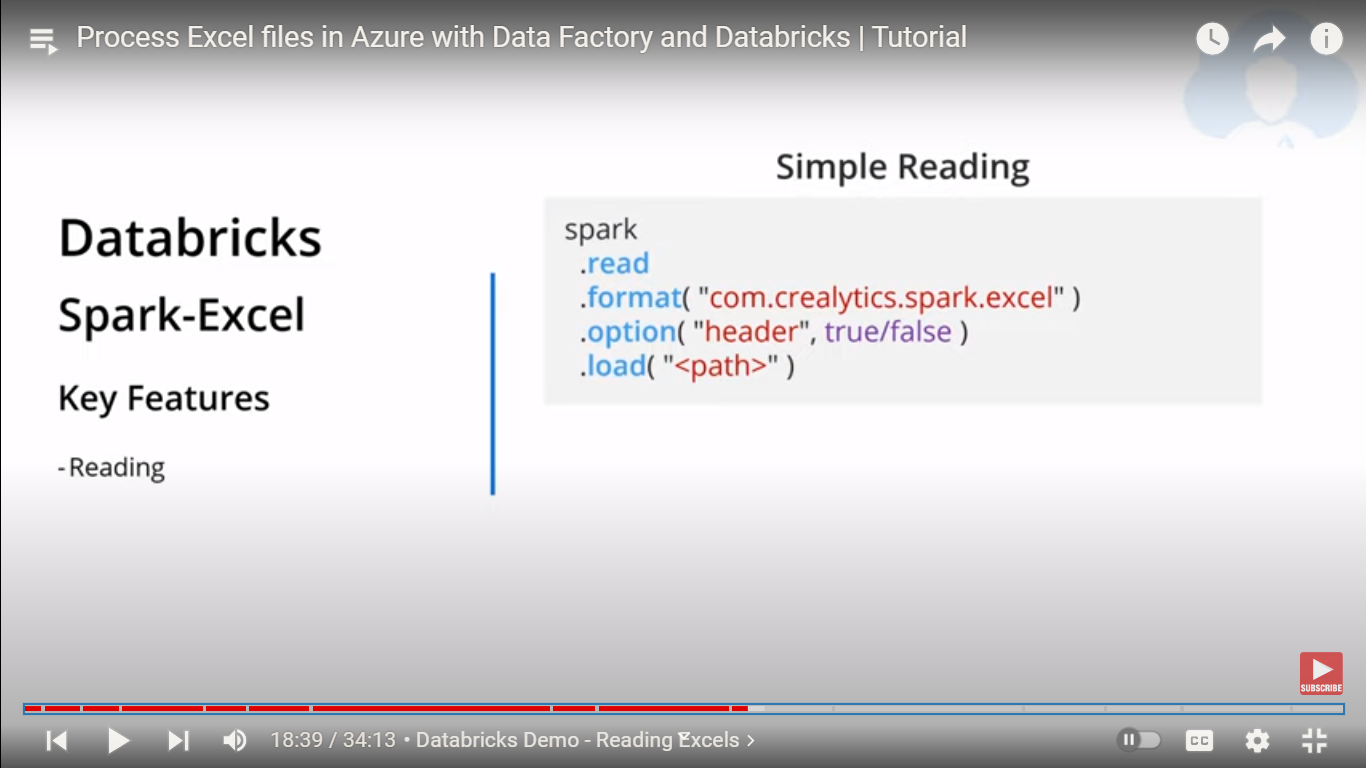 Process Excel files in Azure with Data Factory and Databricks | Tutorial
Databricks
Spark-Excel
Key Features
- Reading
Simple Reading
spark
.read
.format( "com.crealytics.spark.excel" )
.option( "header", true/false )
.load( "<path>" )
SUBSCRIBE
18:39 / 34:13 • Databricks Demo - Reading Excels >
CC